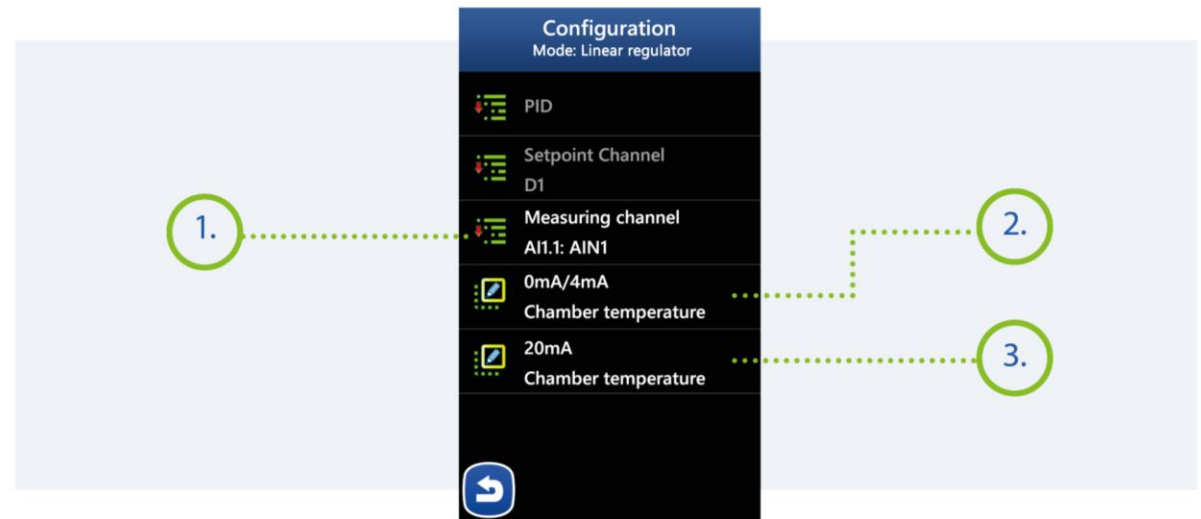 Configuration
Mode: Linear regulator
PID
Setpoint Channel
D1
1.
Measuring channel
AI1.1: AIN1
2.
0mA/4mA
Chamber temperature
20mA
Chamber temperature
3.